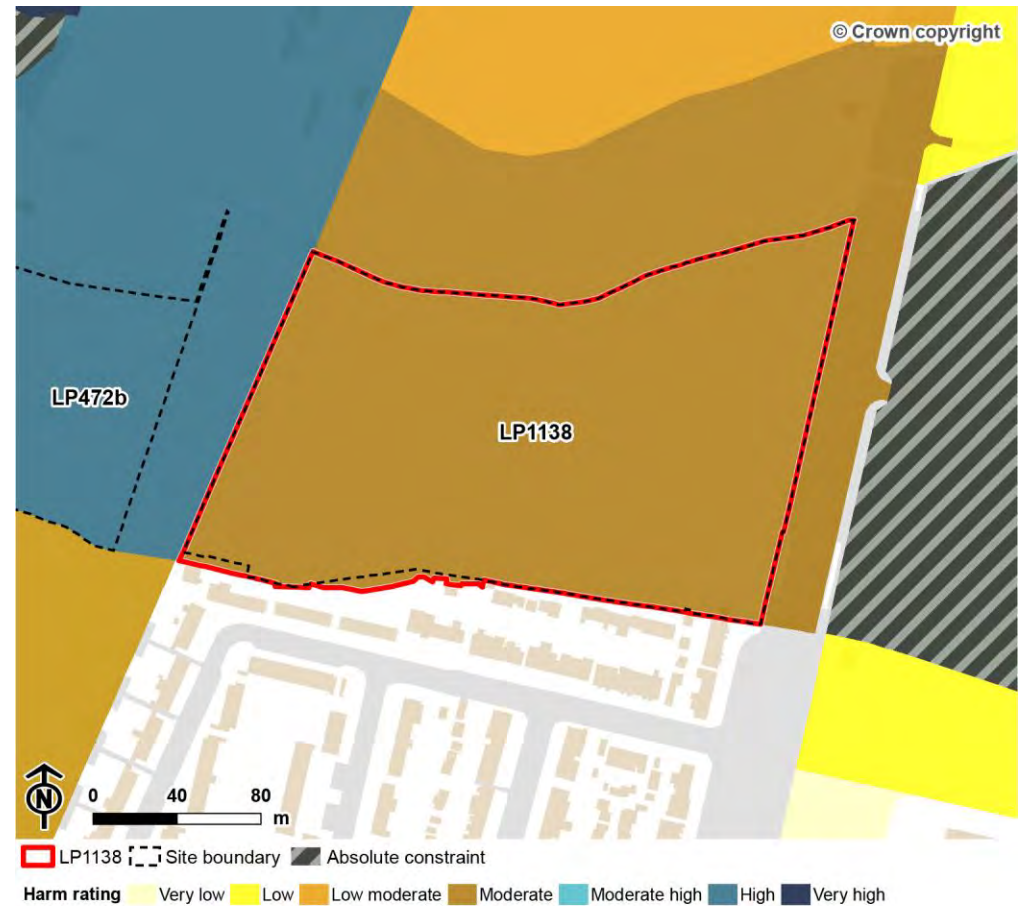 © Crown copyright
LP472b
LP1138
N
0 40 80
m
LP1138 Site boundary Absolute constraint
Harm rating Very low Low Low moderate Moderate Moderate high High Very high